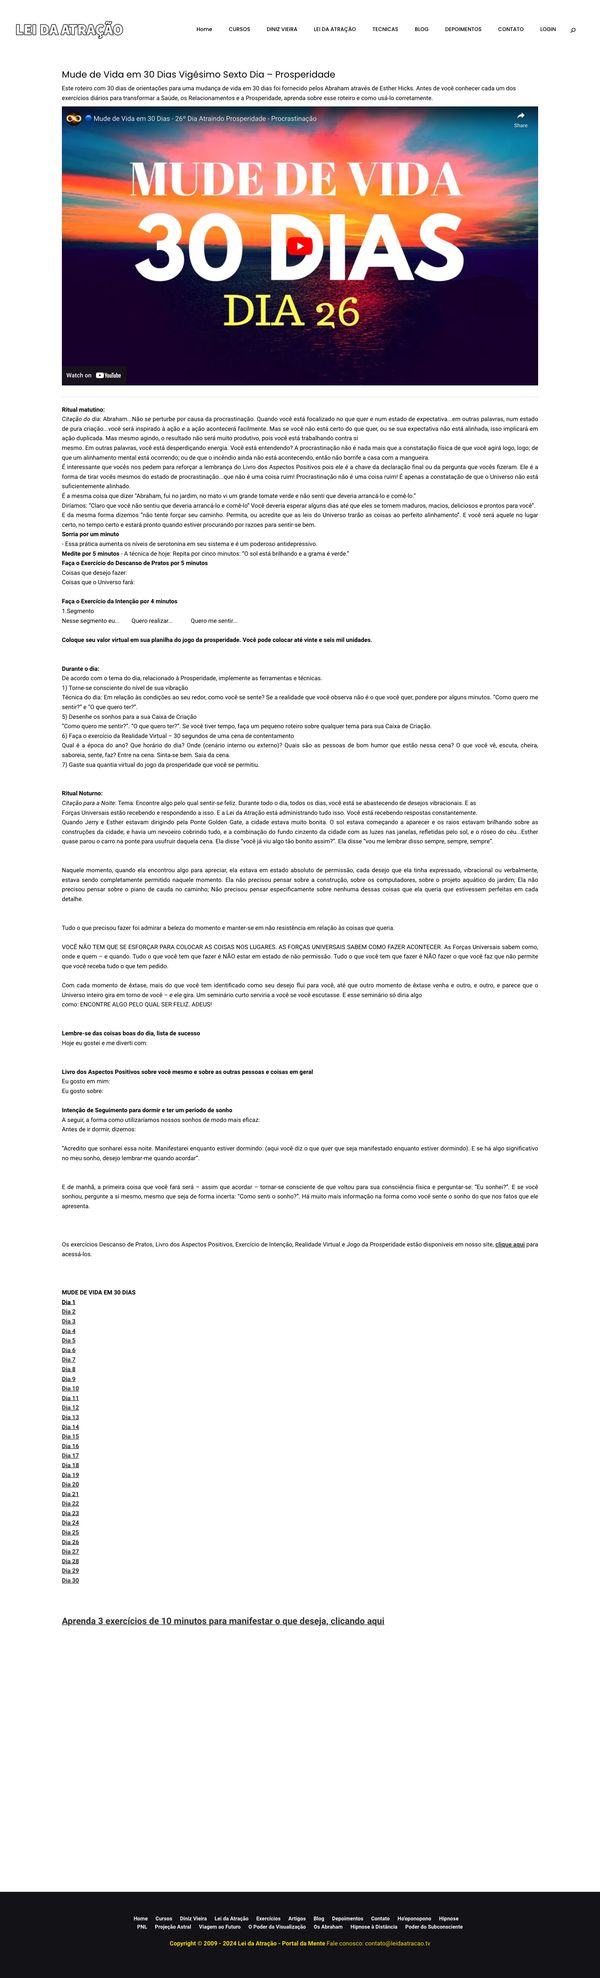 LEI DA ATRAÇÃO
Home CURSOS DINIZ VIEIRA LEI DA ATRAÇÃO TECNICAS BLOG DEPOIMENTOS CONTATO LOGIN
Mude de Vida em 30 Dias Vigésimo Sexto Dia – Prosperidade
Este roteiro com 30 dias de orientações para uma mudança de vida em 30 dias foi fornecido pelos Abraham através de Esther Hicks. Antes de você conhecer cada um dos
exercícios diários para transformar a Saúde, os Relacionamentos e a Prosperidade, aprenda sobre esse roteiro e como usá-lo corretamente.
Mude de Vida em 30 Dias - 26º Dia Atraindo Prosperidade - Procrastinação
Share
MUDE DE VIDA
30 DIAS
DIA 26
Watch on YouTube
Ritual matutino:
Citação do dia: Abraham...Não se perturbe por causa da procrastinação. Quando você está focalizado no que quer e num estado de expectativa...em outras palavras, num estado
de pura criação...você será inspirado à ação e a ação acontecerá facilmente. Mas se você não está certo do que quer, ou se sua expectativa não está alinhada, isso implicará em
ação duplicada. Mas mesmo agindo, o resultado não será muito produtivo, pois você está trabalhando contra si
mesmo. Em outras palavras, você está desperdiçando energia. Você está entendendo? A procrastinação não é nada mais que a constatação física de que você agirá logo, logo; de
que um alinhamento mental está ocorrendo; ou de que o incêndio ainda não está acontecendo, então não borrife a casa com a mangueira.
É interessante que vocês nos pedem para reforçar a lembrança do Livro dos Aspectos Positivos pois ele é a chave da declaração final ou da pergunta que vocês fizeram. Ele é a
forma de tirar vocês mesmos do estado de procrastinação...que não é uma coisa ruim! Procrastinação não é uma coisa ruim! É apenas a constatação de que o Universo não está
suficientemente alinhado.
É a mesma coisa que dizer "Abraham, fui no jardim, no mato vi um grande tomate verde e não senti que deveria arrancá-lo e comê-lo."
Diríamos: "Claro que você não sentiu que deveria arrancá-lo e comê-lo" Você deveria esperar alguns dias até que eles se tornem maduros, macios, deliciosos e prontos para você".
E da mesma forma dizemos "não tente forçar seu caminho. Permita, ou acredite que as leis do Universo trarão as coisas ao perfeito alinhamento". E você será aquele no lugar
certo, no tempo certo e estará pronto quando estiver procurando por razoes para sentir-se bem.
Sorria por um minuto
- Essa prática aumenta os níveis de serotonina em seu sistema e é um poderoso antidepressivo.
Medite por 5 minutos - A técnica de hoje: Repita por cinco minutos: "O sol está brilhando e a grama é verde."
Faça o Exercício do Descanso de Pratos por 5 minutos
Coisas que desejo fazer:
Coisas que o Universo fará:
Faça o Exercício da Intenção por 4 minutos
1.Segmento
Nesse segmento eu... Quero realizar... Quero me sentir...
Coloque seu valor virtual em sua planilha do jogo da prosperidade. Você pode colocar até vinte e seis mil unidades.
Durante o dia:
De acordo com o tema do dia, relacionado à Prosperidade, implemente as ferramentas e técnicas.
1) Torne-se consciente do nível de sua vibração
Técnica do dia: Em relação às condições ao seu redor, como você se sente? Se a realidade que você observa não é o que você quer, pondere por alguns minutos. "Como quero me
sentir?" e "O que quero ter?".
5) Desenhe os sonhos para a sua Caixa de Criação
"Como quero me sentir?". "O que quero ter?". Se você tiver tempo, faça um pequeno roteiro sobre qualquer tema para sua Caixa de Criação.
6) Faça o exercício da Realidade Virtual – 30 segundos de uma cena de contentamento
Qual é a época do ano? Que horário do dia? Onde (cenário interno ou externo)? Quais são as pessoas de bom humor que estão nessa cena? O que você vê, escuta, cheira,
saboreia, sente, faz? Entre na cena. Sinta-se bem. Saia da cena.
7) Gaste sua quantia virtual do jogo da prosperidade que você se permitiu.
Ritual Noturno:
Citação para a Noite: Tema: Encontre algo pelo qual sentir-se feliz. Durante todo o dia, todos os dias, você está se abastecendo de desejos vibracionais. E as
Forças Universais estão recebendo e respondendo a isso. E a Lei da Atração está administrando tudo isso. Você está recebendo respostas constantemente.
Quando Jerry e Esther estavam dirigindo pela Ponte Golden Gate, a cidade estava muito bonita. O sol estava começando a aparecer e os raios estavam brilhando sobre as
construções da cidade; e havia um nevoeiro cobrindo tudo, e a combinação do fundo cinzento da cidade com as luzes nas janelas, refletidas pelo sol, e o róseo do céu...Esther
quase parou o carro na ponte para usufruir daquela cena. Ela disse "você já viu algo tão bonito assim?". Ela disse "vou me lembrar disso sempre, sempre, sempre".
Naquele momento, quando ela encontrou algo para apreciar, ela estava em estado absoluto de permissão, cada desejo que ela tinha expressado, vibracional ou verbalmente,
estava sendo completamente permitido naquele momento. Ela não precisou pensar sobre a construção, sobre os computadores, sobre o projeto aquático do jardim; Ela não
precisou pensar sobre o piano de cauda no caminho; Não precisou pensar especificamente sobre nenhuma dessas coisas que ela queria que estivessem perfeitas em cada
detalhe.
Tudo o que precisou fazer foi admirar a beleza do momento e manter-se em não resistência em relação às coisas que queria.
VOCÊ NÃO TEM QUE SE ESFORÇAR PARA COLOCAR AS COISAS NOS LUGARES. AS FORÇAS UNIVERSAIS SABEM COMO FAZER ACONTECER. As Forças Universais sabem como,
onde e quem – e quando. Tudo o que você tem que fazer é NÃO estar em estado de não permissão. Tudo o que você tem que fazer é NÃO fazer o que você faz que não permite
que você receba tudo o que tem pedido.
Com cada momento de êxtase, mais do que você tem identificado como seu desejo flui para você, até que outro momento de êxtase venha e outro, e outro, e parece que o
Universo inteiro gira em torno de você – e ele gira. Um seminário curto serviria a você se você escutasse. E esse seminário só diria algo
como: ENCONTRE ALGO PELO QUAL SER FELIZ. ADEUS!
Lembre-se das coisas boas do dia, lista de sucesso
Hoje eu gostei e me diverti com:
Livro dos Aspectos Positivos sobre você mesmo e sobre as outras pessoas e coisas em geral
Eu gosto em mim:
Eu gosto sobre:
Intenção de Seguimento para dormir e ter um período de sonho
A seguir, a forma como utilizaríamos nossos sonhos de modo mais eficaz:
Antes de ir dormir, dizemos:
"Acredito que sonharei essa noite. Manifestarei enquanto estiver dormindo: (aqui você diz o que quer que seja manifestado enquanto estiver dormindo). E se há algo significativo
no meu sonho, desejo lembrar-me quando acordar".
E de manhã, a primeira coisa que você fará será – assim que acordar – tornar-se consciente de que voltou para sua consciência física e perguntar-se: "Eu sonhei?". E se você
sonhou, pergunte a si mesmo, mesmo que seja de forma incerta: "Como senti o sonho?". Há muito mais informação na forma como você sente o sonho do que nos fatos que ele
apresenta.
Os exercícios Descanso de Pratos, Livro dos Aspectos Positivos, Exercício de Intenção, Realidade Virtual e Jogo da Prosperidade estão disponíveis em nosso site, clique aqui para
acessá-los.
MUDE DE VIDA EM 30 DIAS
Dia 1
Dia 2
Dia 3
Dia 4
Dia 5
Dia 6
Dia 7
Dia 8
Dia 9
Dia 10
Dia 11
Dia 12
Dia 13
Dia 14
Dia 15
Dia 16
Dia 17
Dia 18
Dia 19
Dia 20
Dia 21
Dia 22
Dia 23
Dia 24
Dia 25
Dia 26
Dia 27
Dia 28
Dia 29
Dia 30
Aprenda 3 exercícios de 10 minutos para manifestar o que deseja, clicando aqui
Home Cursos Diniz Vieira Lei da Atração Exercícios Artigos Blog Depoimentos Contato Ho'oponopono Hipnose
PNL Projeção Astral Viagem ao Futuro O Poder da Visualização Os Abraham Hipnose à Distância Poder do Subconsciente
Copyright © 2009 - 2024 Lei da Atração - Portal da Mente Fale conosco: contato@leidaatracao.tv